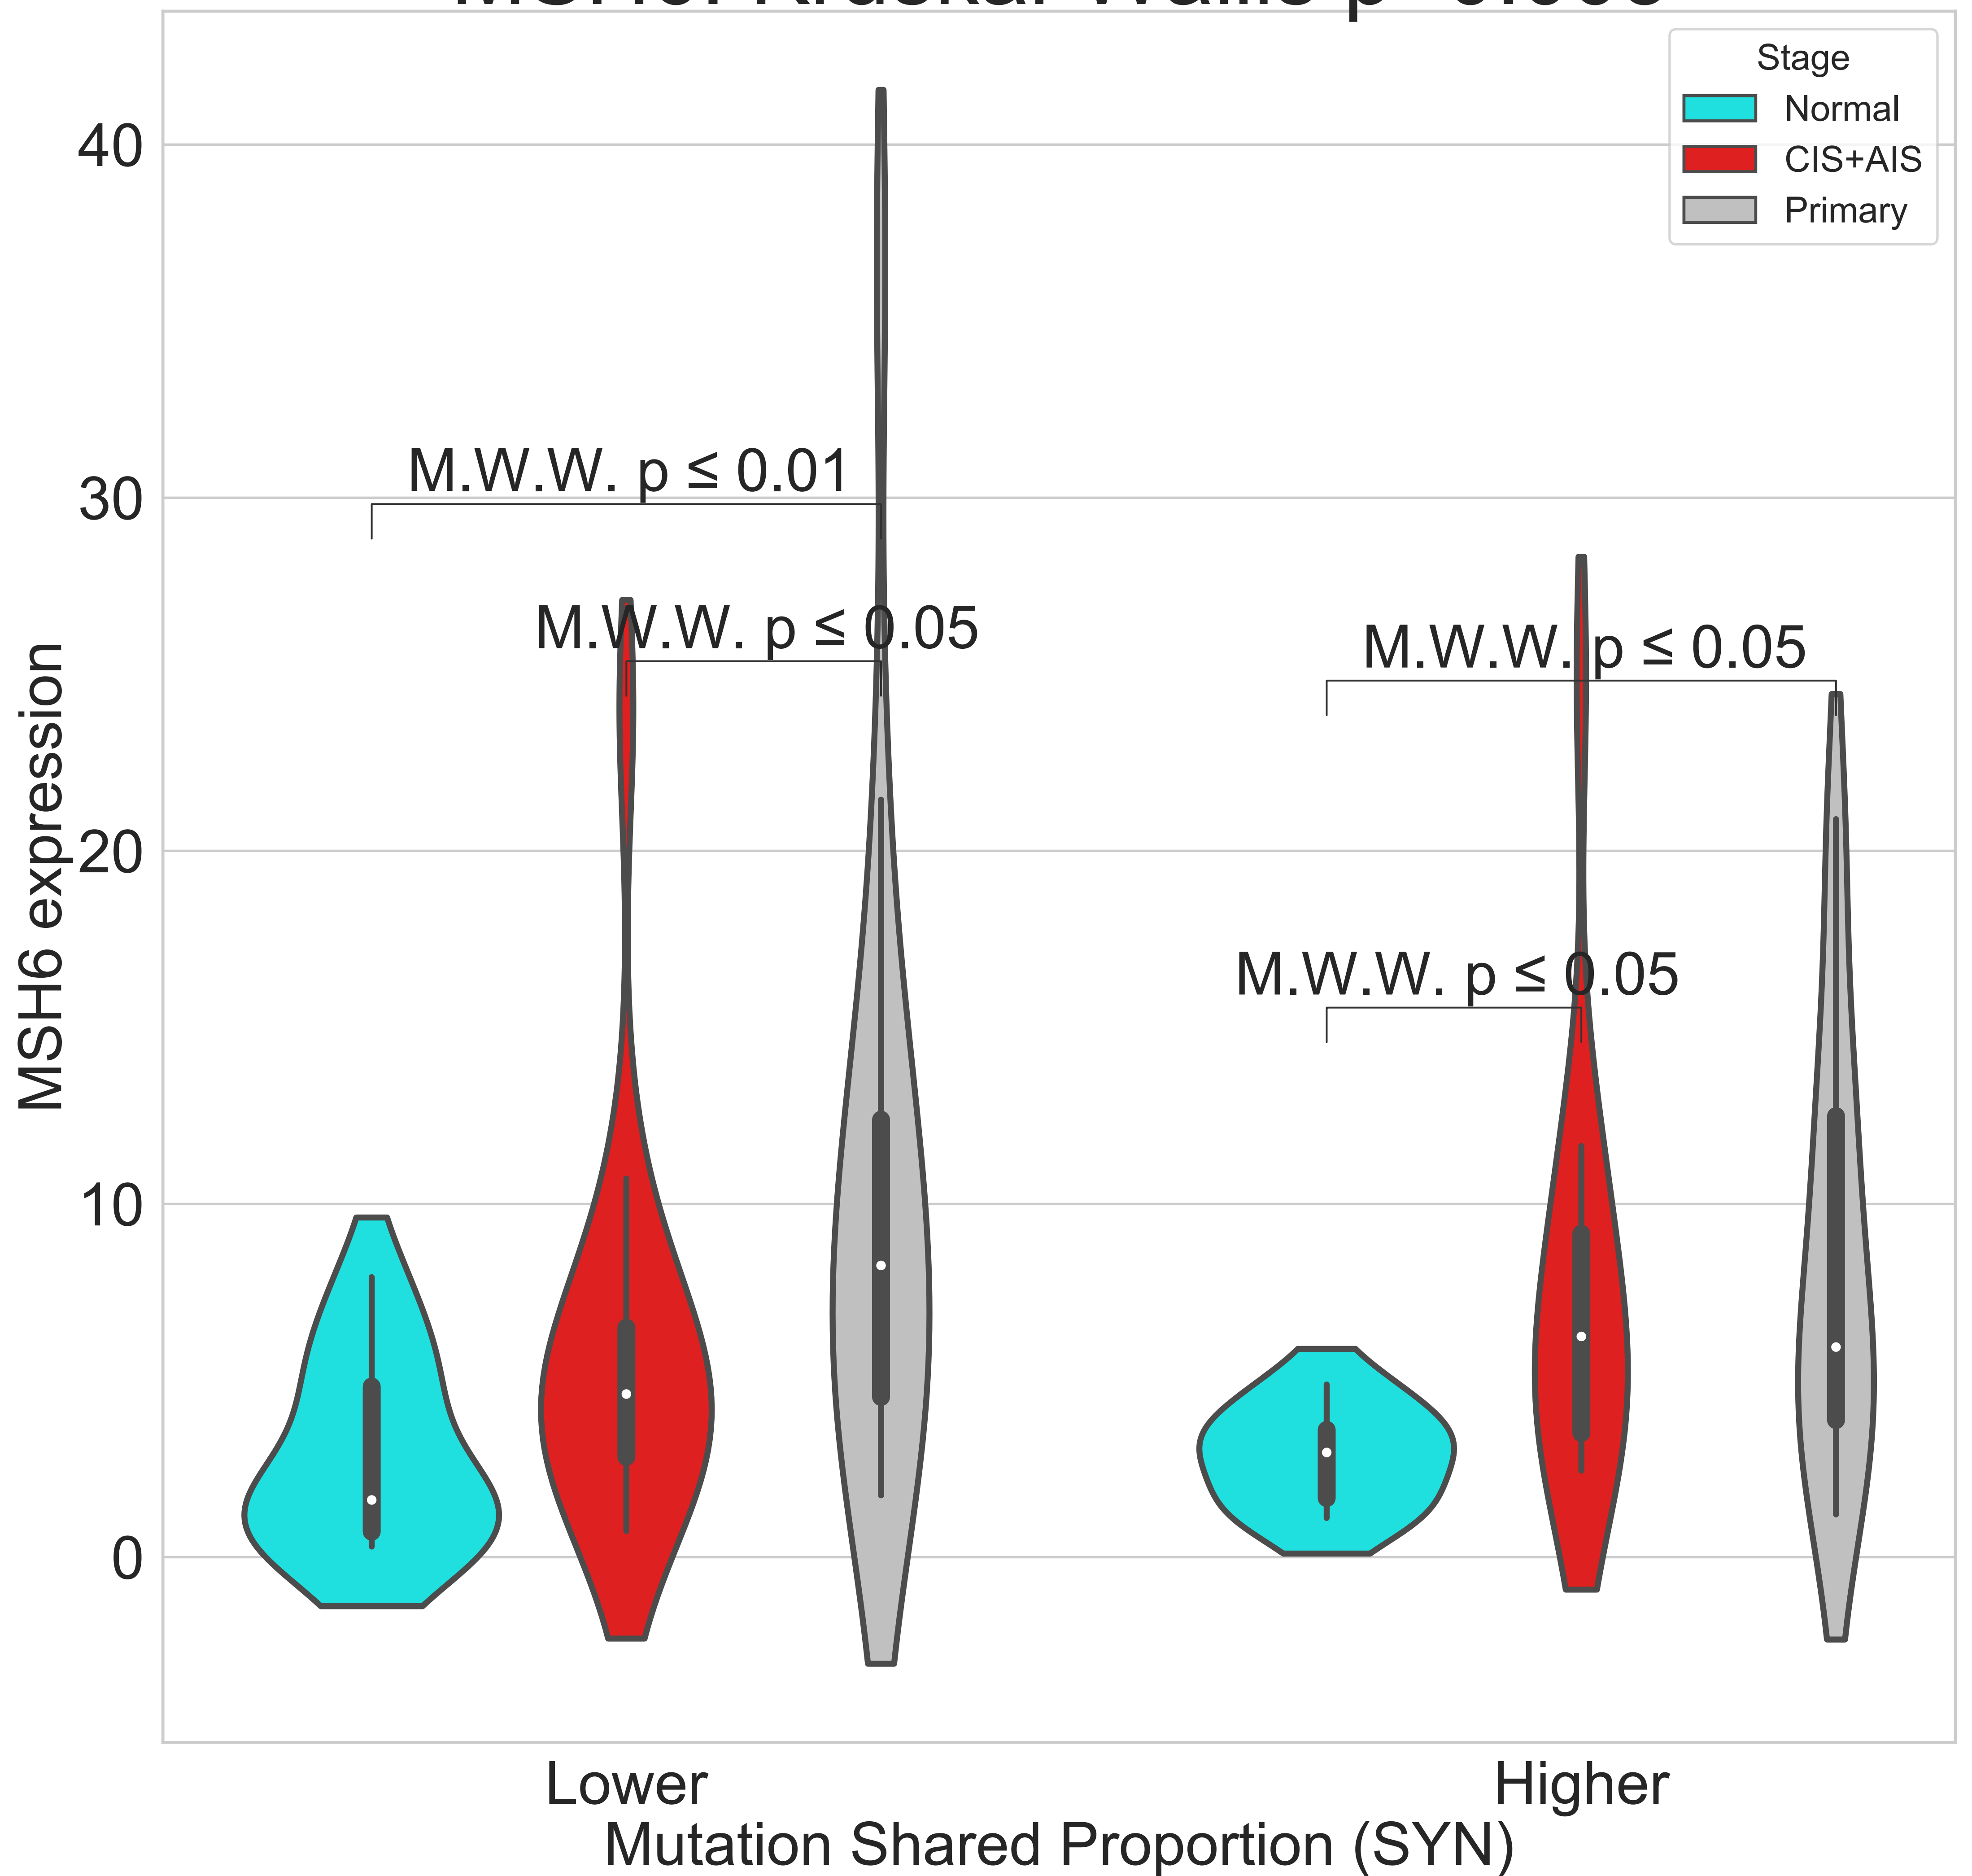 Stage
Normal
CIS+AIS
Primary
40
30
20
10
0
MSH6 expression
M.W.W. p ≤ 0.01
M.W.W. p ≤ 0.05
M.W.W. p ≤ 0.05
M.W.W. p ≤ 0.05
Lower
Higher
Mutation Shared Proportion (SYN)